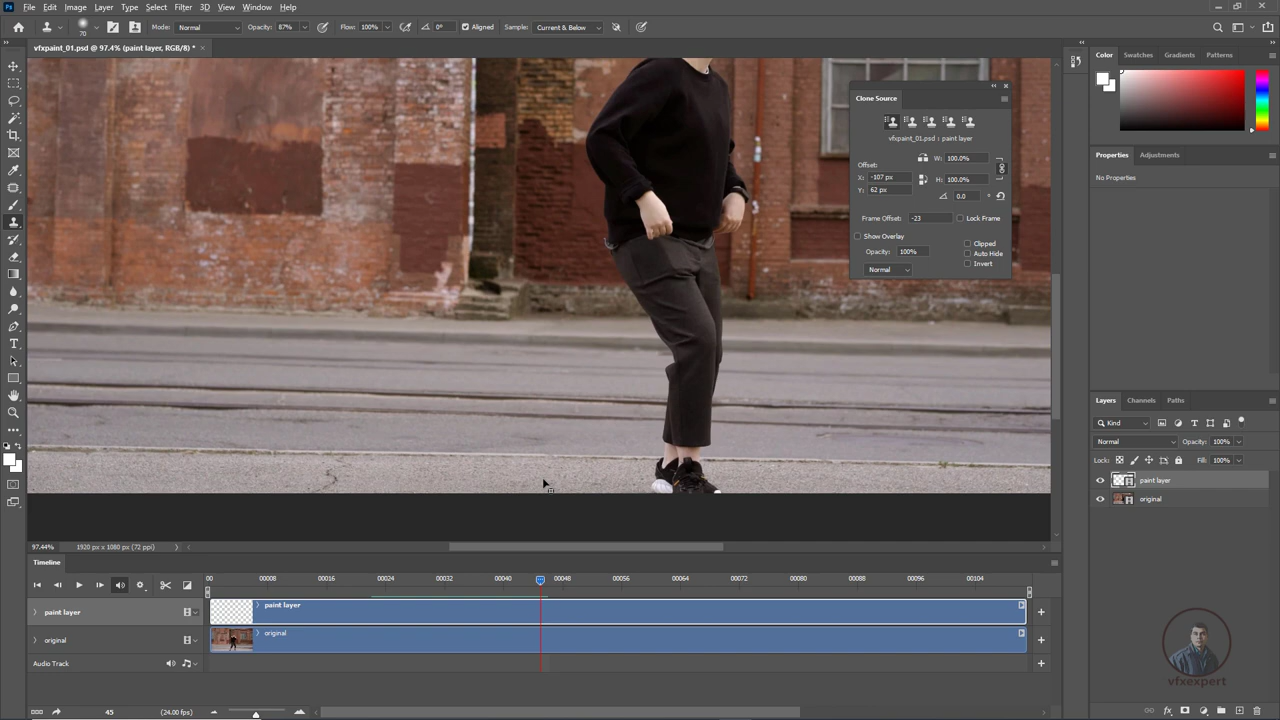 File Edit Image Layer Type Select Filter 3D View Window Help
70 Mode: Normal Opacity: 87% Flow: 100% 0° Aligned Sample: Current & Below
vfxpaint_01.psd @ 97.4% (paint layer, RGB/8) *
Color Swatches Gradients Patterns
Clone Source
vfxpaint_01.psd : paint layer
Offset: W: 100.0%
X: -107 px H: 100.0%
Y: 62 px 0.0 °
Frame Offset: -23 Lock Frame
Show Overlay Clipped
Opacity: 100% Auto Hide
Normal Invert
Properties Adjustments
No Properties
Layers Channels Paths
Kind
Normal Opacity: 100%
Lock: Fill: 100%
paint layer
original
97.44% 1920 px x 1080 px (72 ppi)
Timeline
00 00008 00016 00024 00032 00040 00048 00056 00064 00072 00080 00088 00096 00104
paint layer paint layer
original original
Audio Track
45 (24.00 fps)
vfxexpert